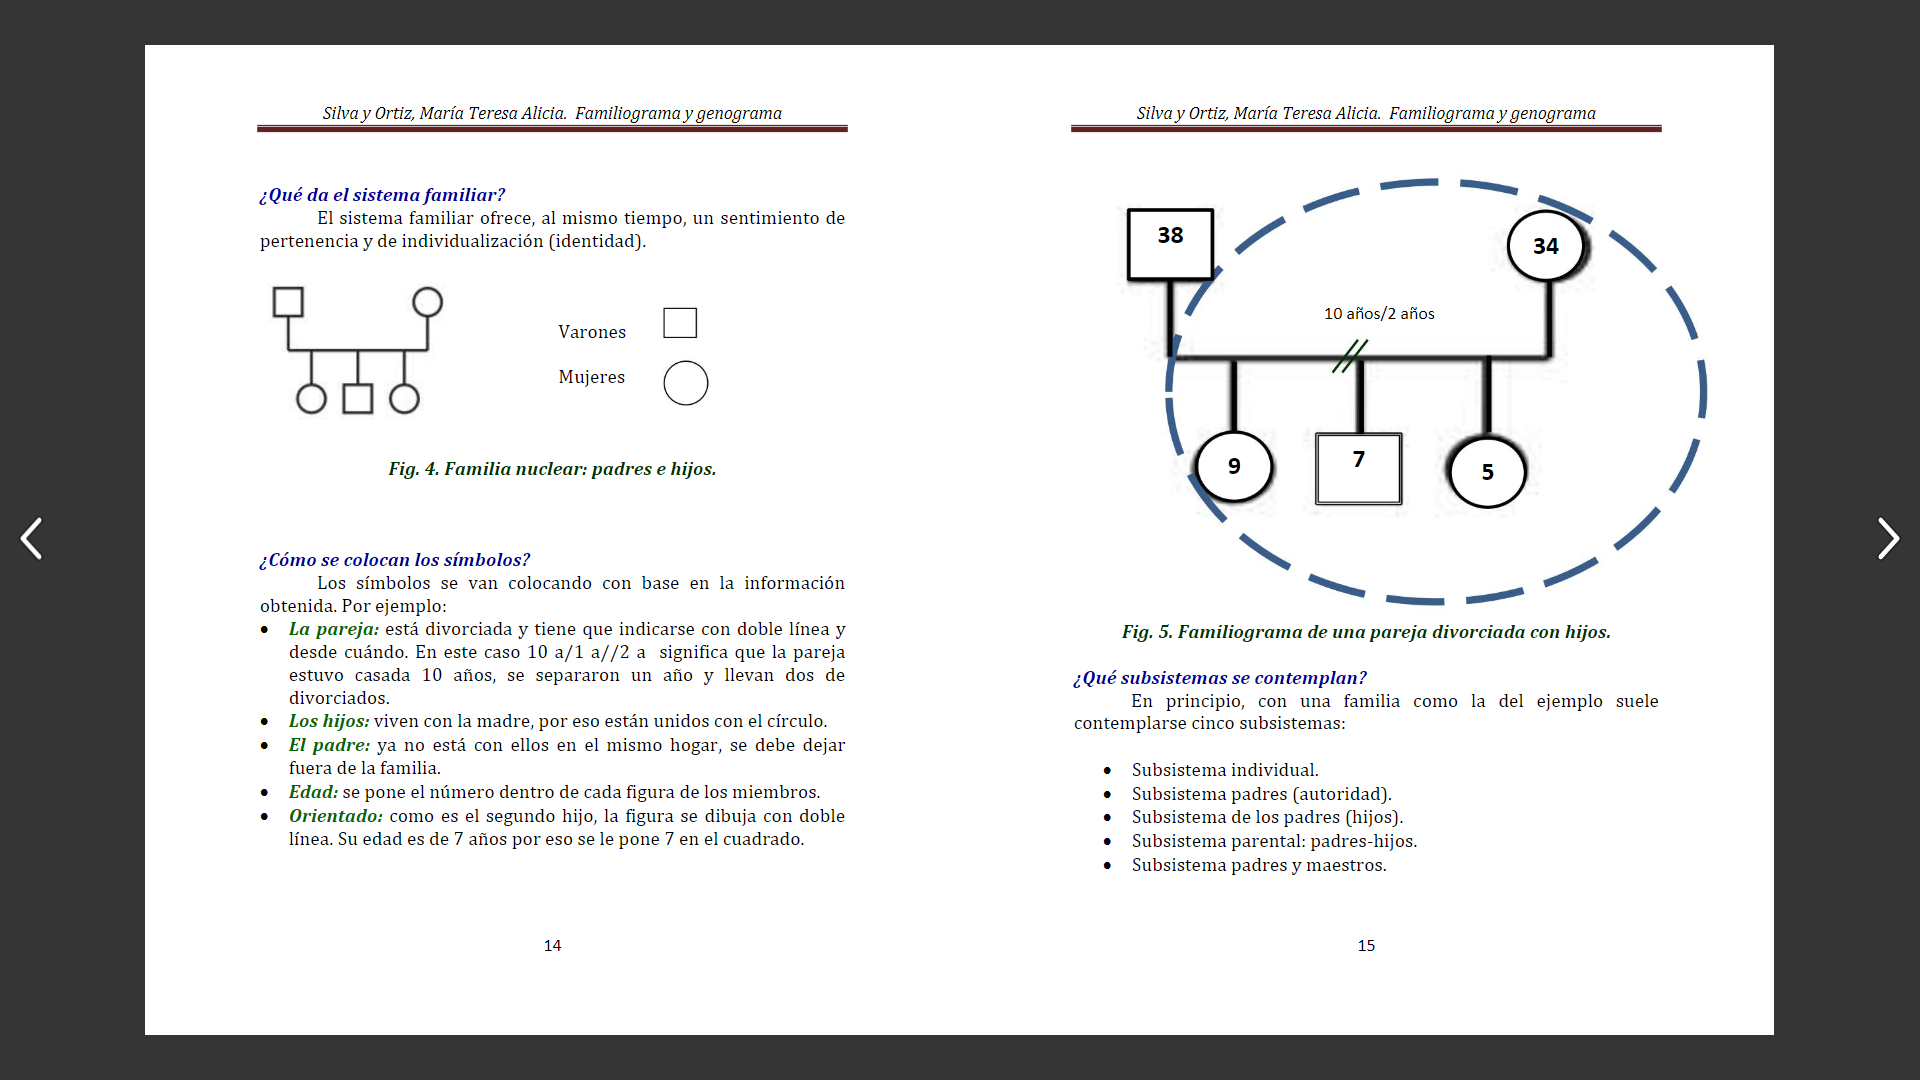 Silva y Ortiz, María Teresa Alicia. Familiograma y genograma
¿Qué da el sistema familiar?
El sistema familiar ofrece, al mismo tiempo, un sentimiento de
pertenencia y de individualización (identidad).
Varones
Mujeres
Fig. 4. Familia nuclear: padres e hijos.
¿Cómo se colocan los símbolos?
Los símbolos se van colocando con base en la información
obtenida. Por ejemplo:
• La pareja: está divorciada y tiene que indicarse con doble línea y
desde cuándo. En este caso 10 a/1 a//2 a significa que la pareja
estuvo casada 10 años, se separaron un año y llevan dos de
divorciados.
• Los hijos: viven con la madre, por eso están unidos con el círculo.
• El padre: ya no está con ellos en el mismo hogar, se debe dejar
fuera de la familia.
• Edad: se pone el número dentro de cada figura de los miembros.
• Orientado: como es el segundo hijo, la figura se dibuja con doble
línea. Su edad es de 7 años por eso se le pone 7 en el cuadrado.
14
Silva y Ortiz, María Teresa Alicia. Familiograma y genograma
38
34
10 años/2 años
9
7
5
Fig. 5. Familiograma de una pareja divorciada con hijos.
¿Qué subsistemas se contemplan?
En principio, con una familia como la del ejemplo suele
contemplarse cinco subsistemas:
• Subsistema individual.
• Subsistema padres (autoridad).
• Subsistema de los padres (hijos).
• Subsistema parental: padres-hijos.
• Subsistema padres y maestros.
15